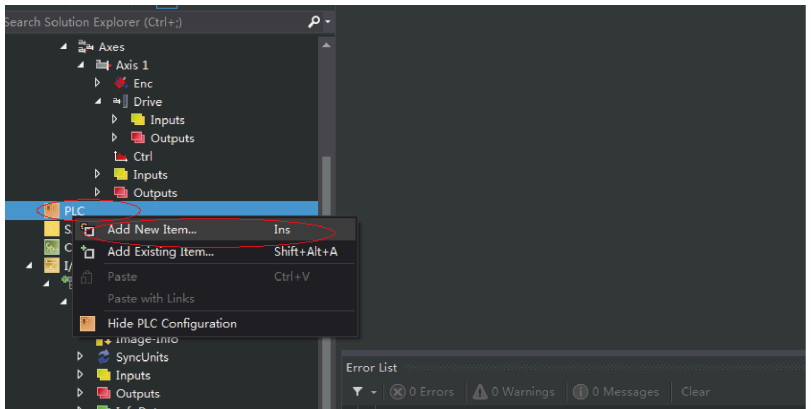 Search Solution Explorer (Ctrl+;)
Axes
Axis 1
Enc
Drive
Inputs
Outputs
Ctrl
Inputs
Outputs
PLC
S
Add New Item... Ins
C
Add Existing Item... Shift+Alt+A
I/
Paste Ctrl+V
Paste with Links
Hide PLC Configuration
Image-Info
SyncUnits
Inputs
Outputs
Error List
0 Errors 0 Warnings 0 Messages Clear